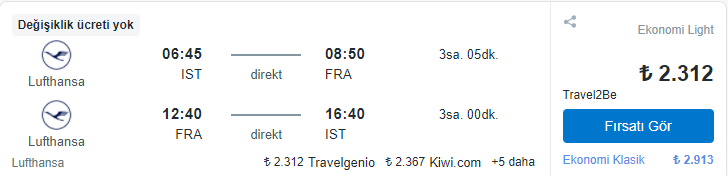 Değişiklik ücreti yok
Ekonomi Light
06:45 08:50 3sa. 05dk.
IST direkt FRA
Lufthansa
₺ 2.312
Travel2Be
12:40 16:40 3sa. 00dk.
FRA direkt IST
Lufthansa
Fırsatı Gör
Lufthansa ₺ 2.312 Travelgenio ₺ 2.367 Kiwi.com +5 daha
Ekonomi Klasik ₺ 2.913